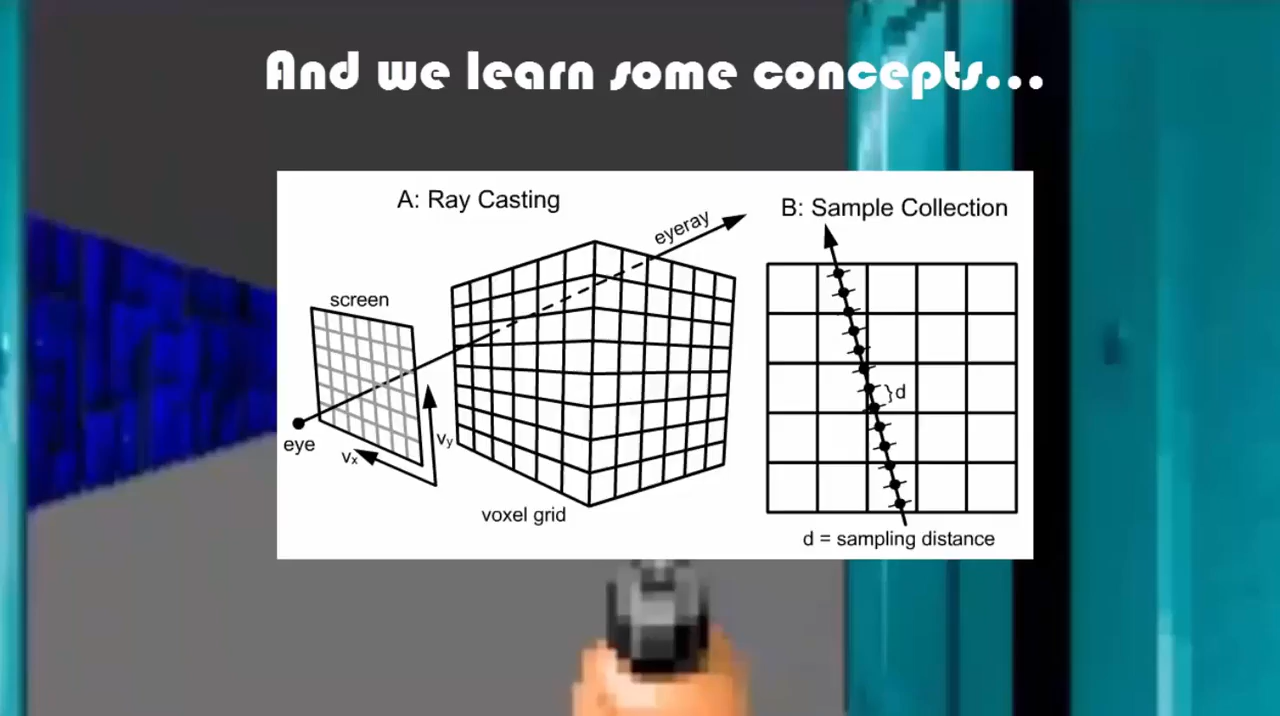 And we learn some concepts...
A: Ray Casting
B: Sample Collection
eyeray
screen
}d
eye
vx
vy
voxel grid
d = sampling distance